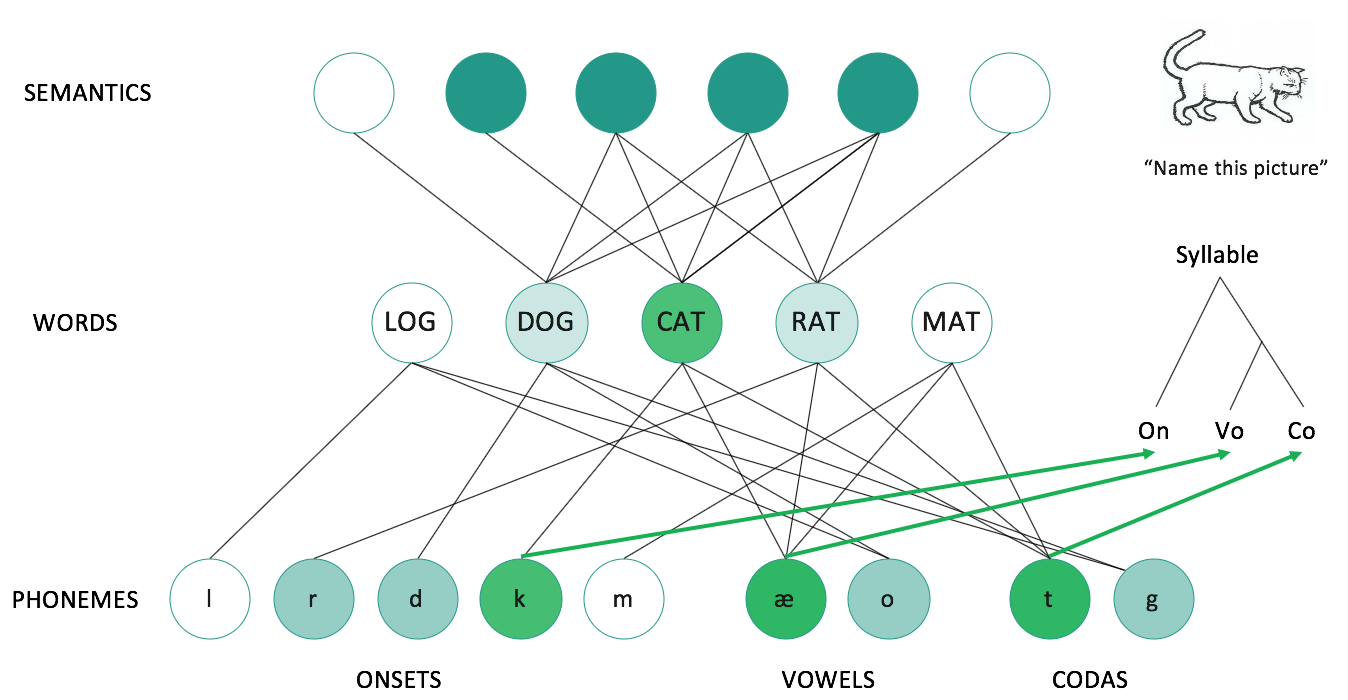 SEMANTICS
“Name this picture”
Syllable
WORDS
LOG DOG CAT RAT MAT
On Vo Co
PHONEMES
l r d k m æ o t g
ONSETS VOWELS CODAS